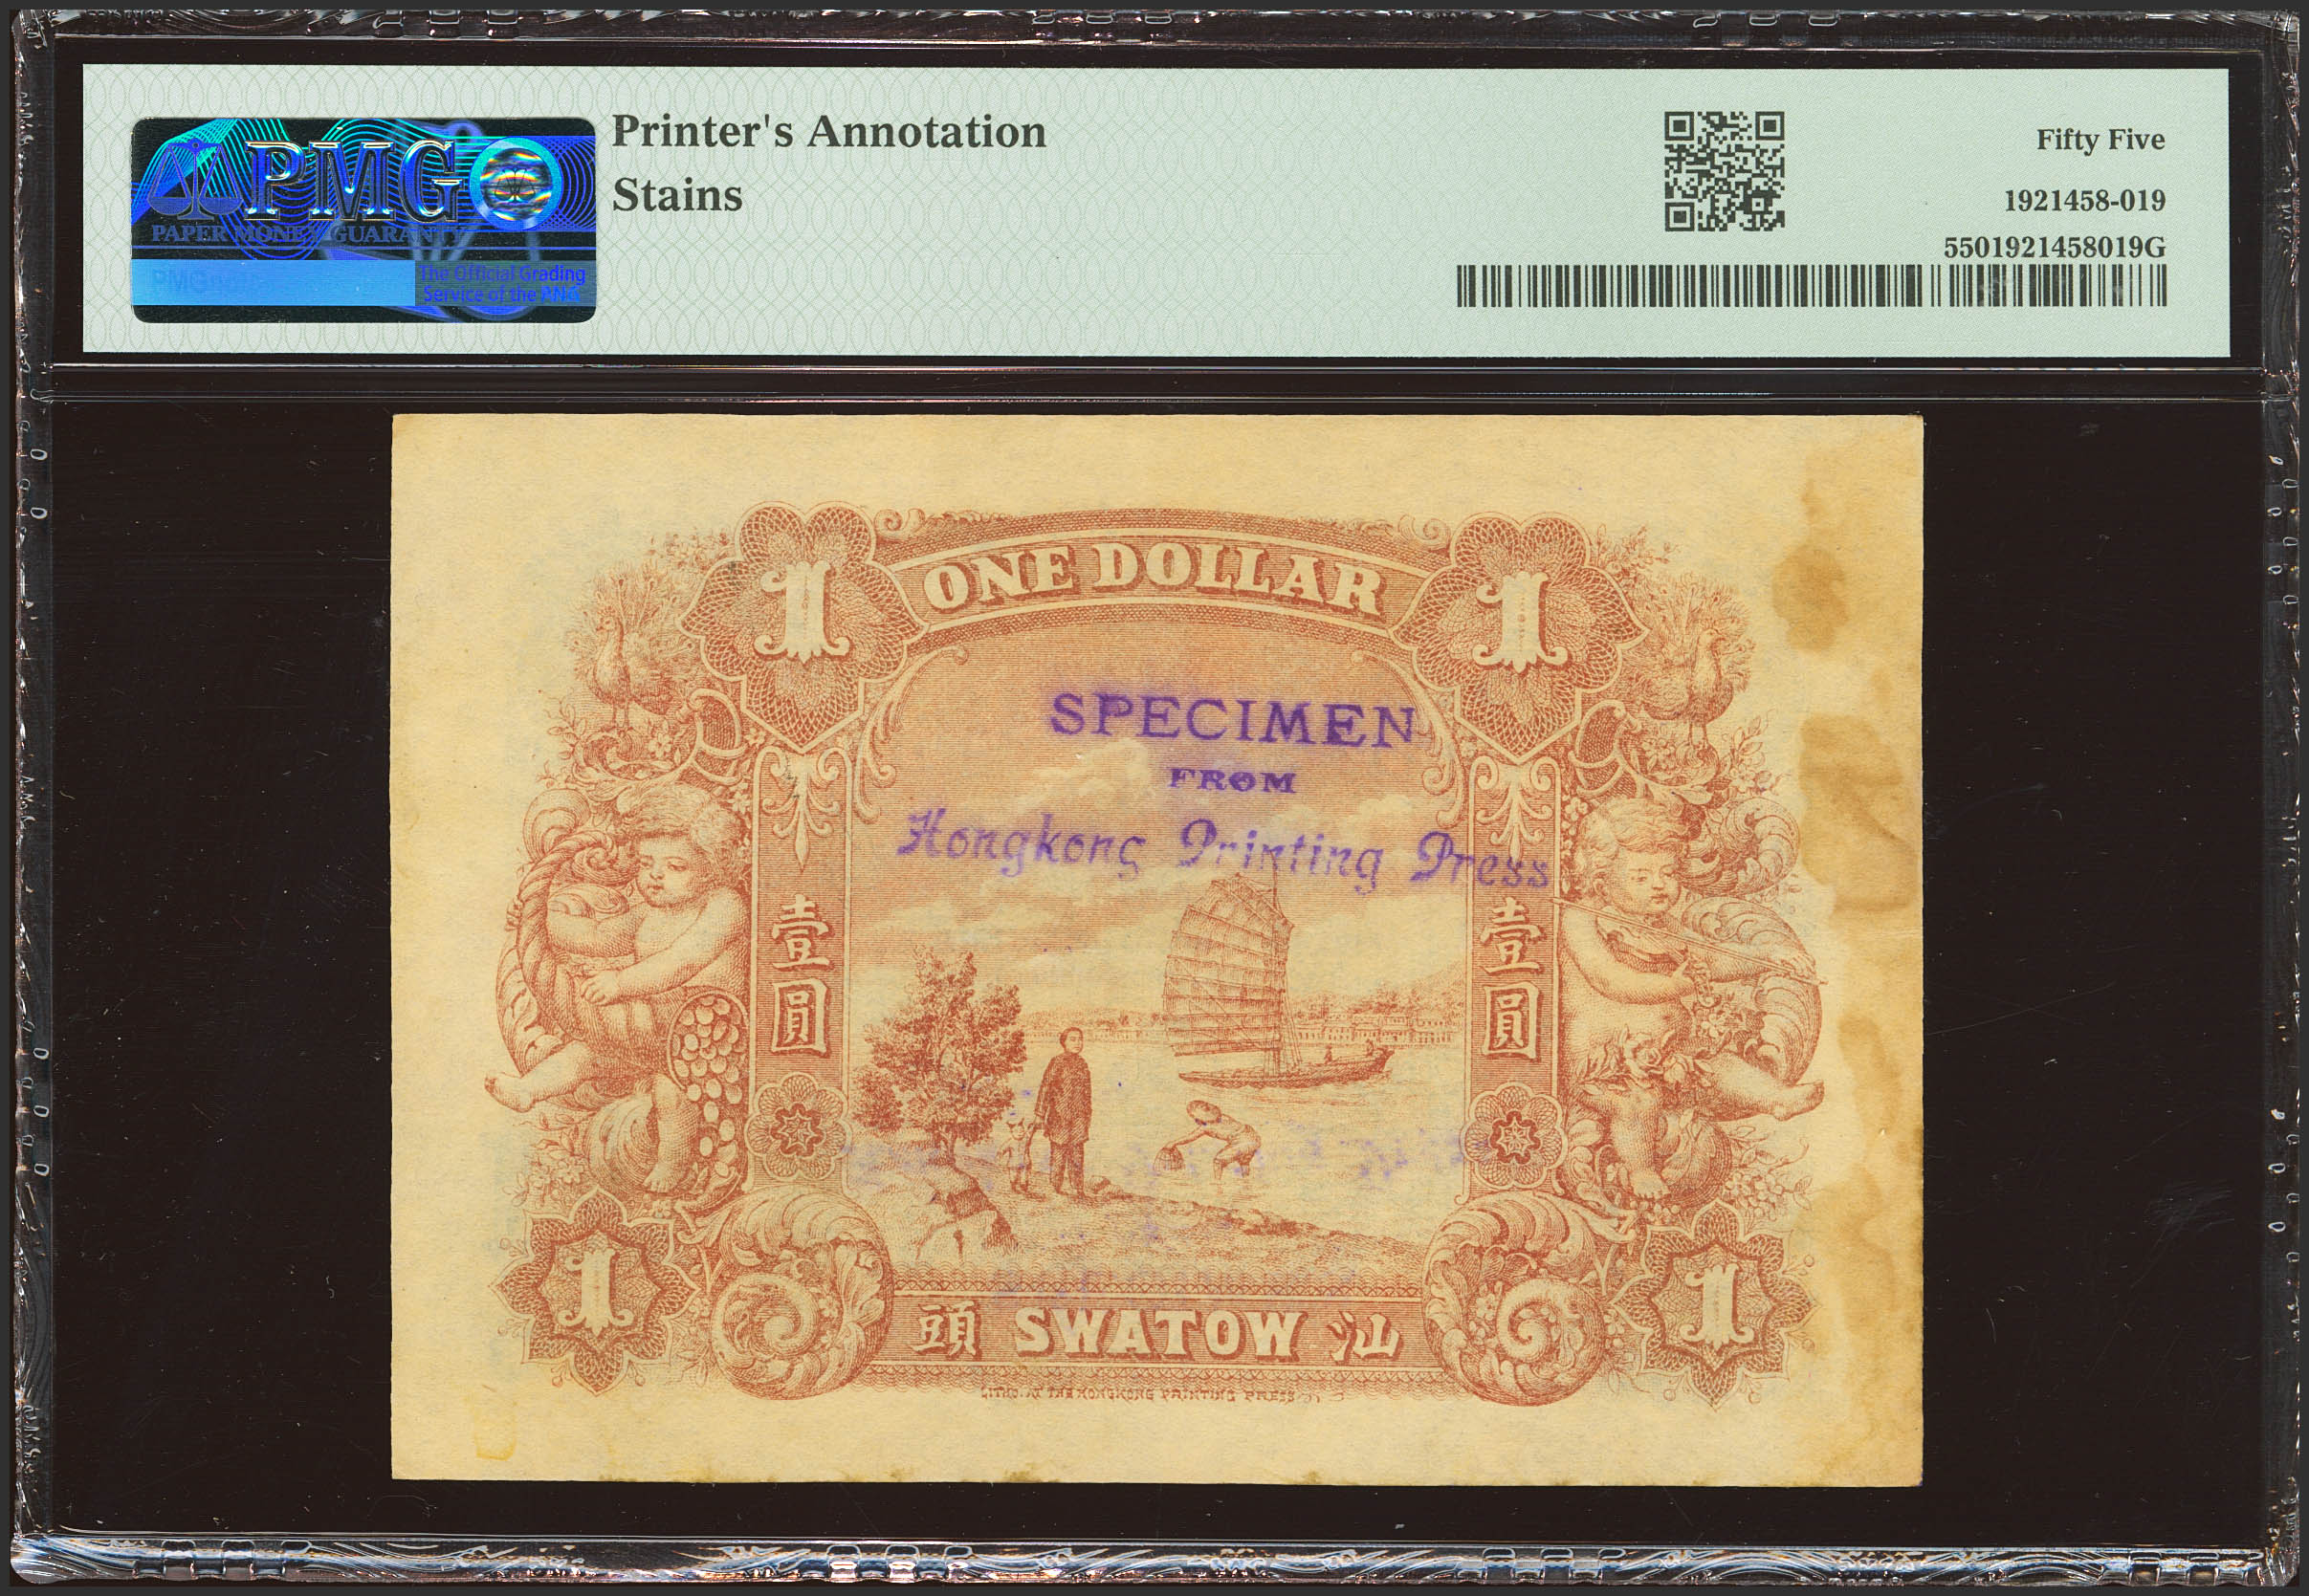 PMG
PAPER MONEY GUARANTY
The Official Grading
Service of the PNG
Printer's Annotation
Stains
Fifty Five
1921458-019
5501921458019G
1 ONE DOLLAR 1
SPECIMEN
FROM
Hongkong Printing Press
壹圓
壹圓
1 頭 SWATOW 汕 1
LITHO. AT THE HONGKONG PRINTING PRESS